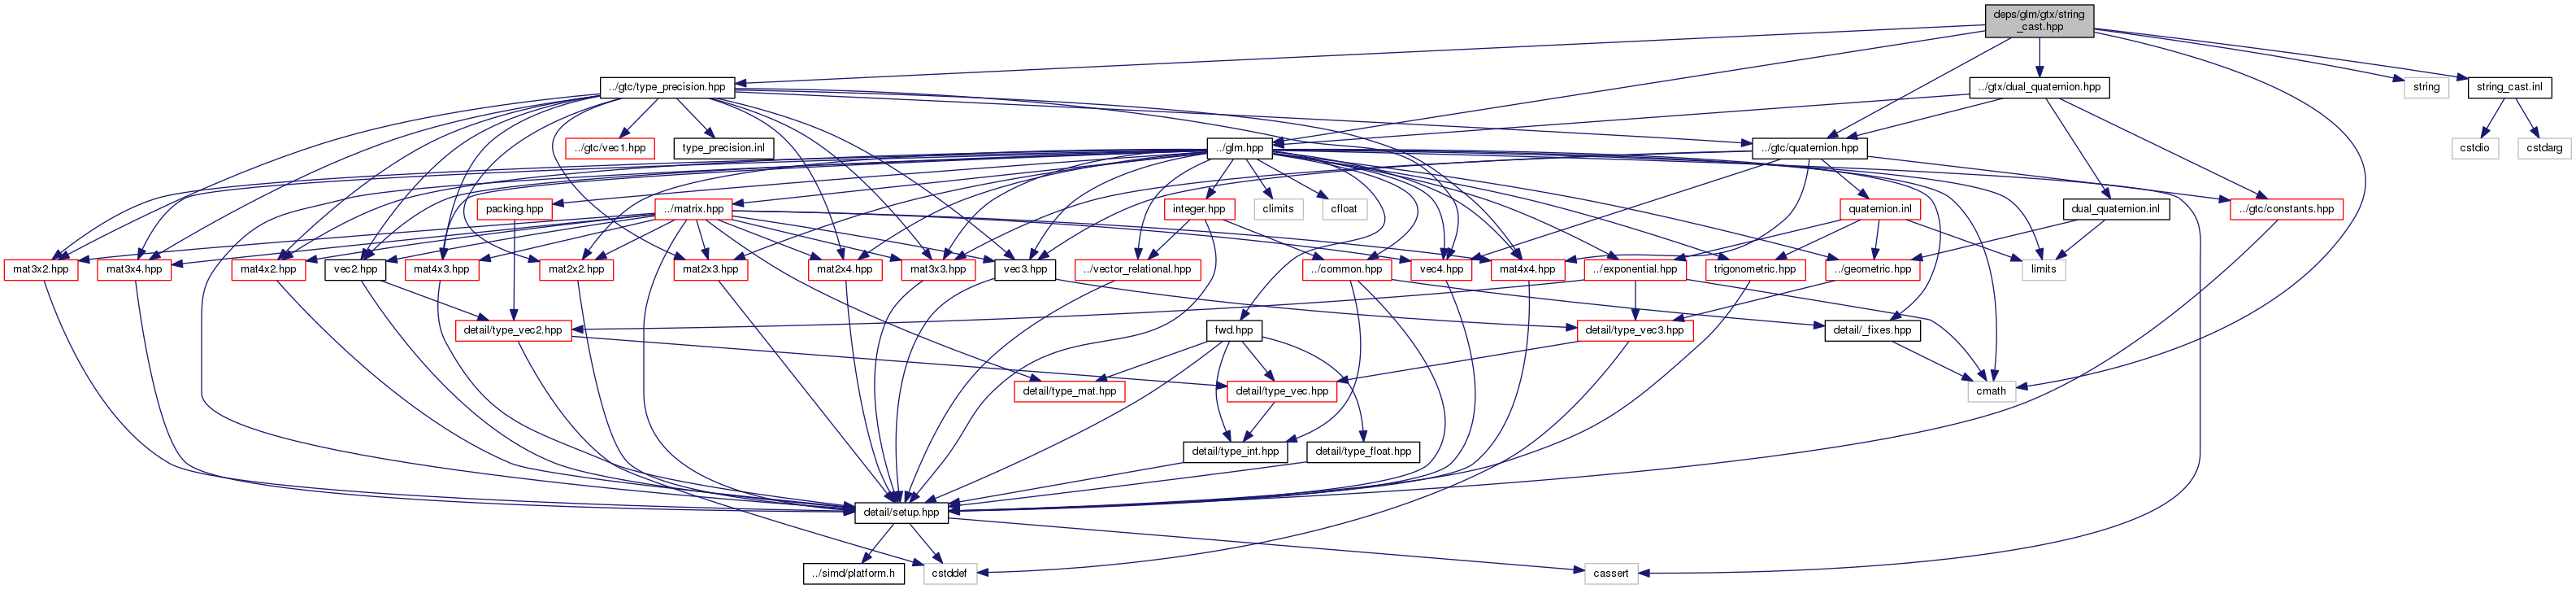 deps/glm/gtx/string
_cast.hpp
../gtc/type_precision.hpp
../gtx/dual_quaternion.hpp
string
string_cast.inl
../gtc/vec1.hpp
type_precision.inl
../glm.hpp
../gtc/quaternion.hpp
cstdio
cstdarg
packing.hpp
../matrix.hpp
integer.hpp
climits
cfloat
quaternion.inl
dual_quaternion.inl
../gtc/constants.hpp
mat3x2.hpp
mat3x4.hpp
mat4x2.hpp
vec2.hpp
mat4x3.hpp
mat2x2.hpp
mat2x3.hpp
mat2x4.hpp
mat3x3.hpp
vec3.hpp
../vector_relational.hpp
../common.hpp
vec4.hpp
mat4x4.hpp
../exponential.hpp
trigonometric.hpp
../geometric.hpp
limits
detail/type_vec2.hpp
fwd.hpp
detail/type_vec3.hpp
detail/_fixes.hpp
detail/type_mat.hpp
detail/type_vec.hpp
cmath
detail/type_int.hpp
detail/type_float.hpp
detail/setup.hpp
../simd/platform.h
cstddef
cassert